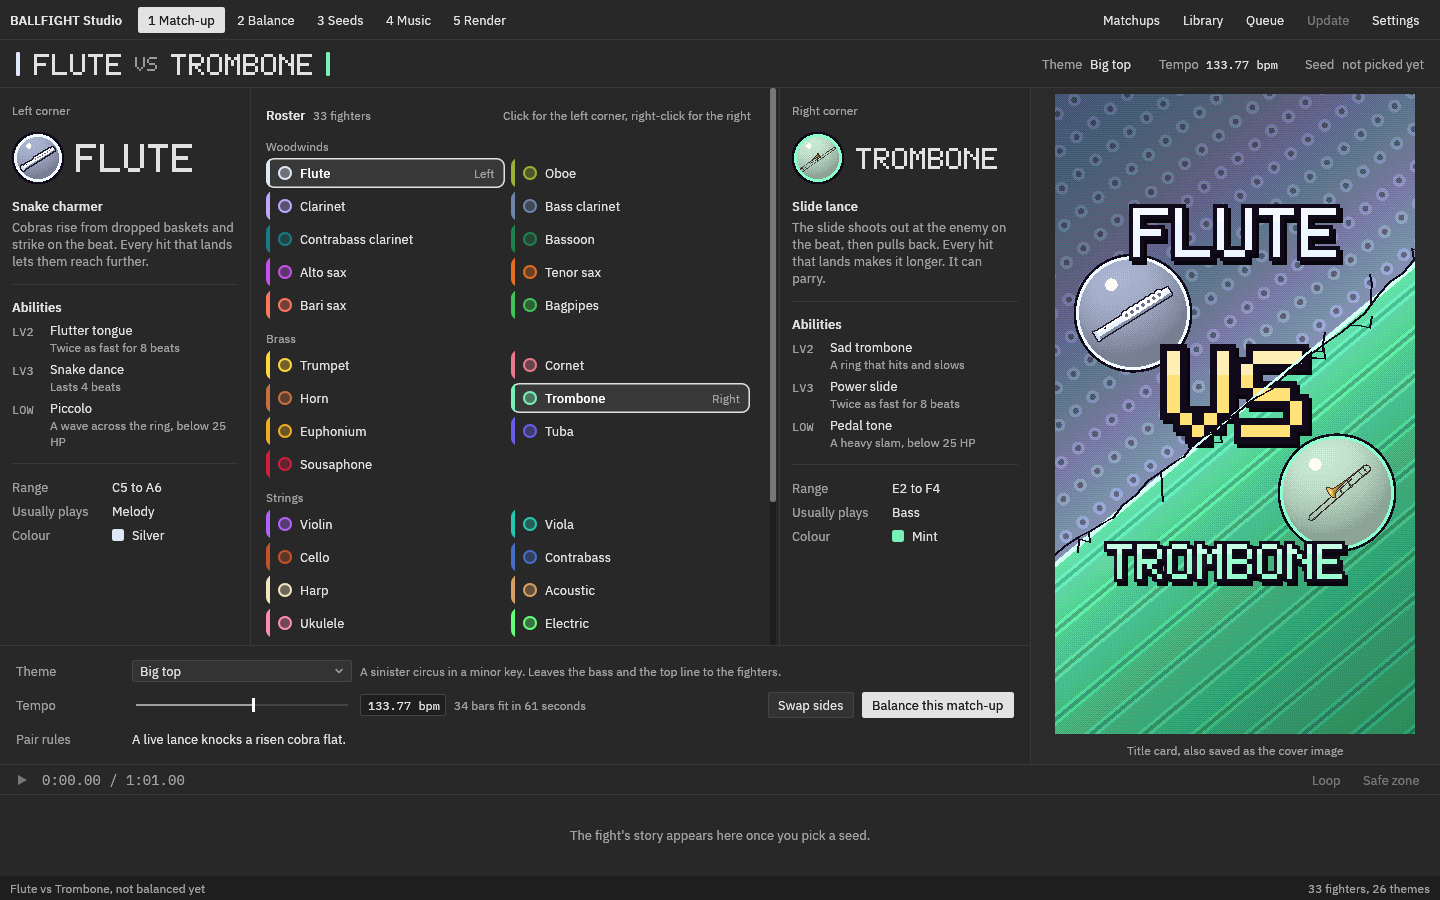 BALLFIGHT Studio 1 Match-up 2 Balance 3 Seeds 4 Music 5 Render Matchups Library Queue Update Settings
FLUTE VS TROMBONE Theme Big top Tempo 133.77 bpm Seed not picked yet
Left corner
FLUTE
Snake charmer
Cobras rise from dropped baskets and
strike on the beat. Every hit that lands
lets them reach further.
Abilities
LV2 Flutter tongue
Twice as fast for 8 beats
LV3 Snake dance
Lasts 4 beats
LOW Piccolo
A wave across the ring, below 25
HP
Range C5 to A6
Usually plays Melody
Colour Silver
Roster 33 fighters Click for the left corner, right-click for the right
Woodwinds
Flute Left Oboe
Clarinet Bass clarinet
Contrabass clarinet Bassoon
Alto sax Tenor sax
Bari sax Bagpipes
Brass
Trumpet Cornet
Horn Trombone Right
Euphonium Tuba
Sousaphone
Strings
Violin Viola
Cello Contrabass
Harp Acoustic
Ukulele Electric
Right corner
TROMBONE
Slide lance
The slide shoots out at the enemy on
the beat, then pulls back. Every hit
that lands makes it longer. It can
parry.
Abilities
LV2 Sad trombone
A ring that hits and slows
LV3 Power slide
Twice as fast for 8 beats
LOW Pedal tone
A heavy slam, below 25 HP
Range E2 to F4
Usually plays Bass
Colour Mint
FLUTE
VS
TROMBONE
Title card, also saved as the cover image
Theme Big top A sinister circus in a minor key. Leaves the bass and the top line to the fighters.
Tempo 133.77 bpm 34 bars fit in 61 seconds Swap sides Balance this match-up
Pair rules A live lance knocks a risen cobra flat.
0:00.00 / 1:01.00 Loop Safe zone
The fight's story appears here once you pick a seed.
Flute vs Trombone, not balanced yet 33 fighters, 26 themes